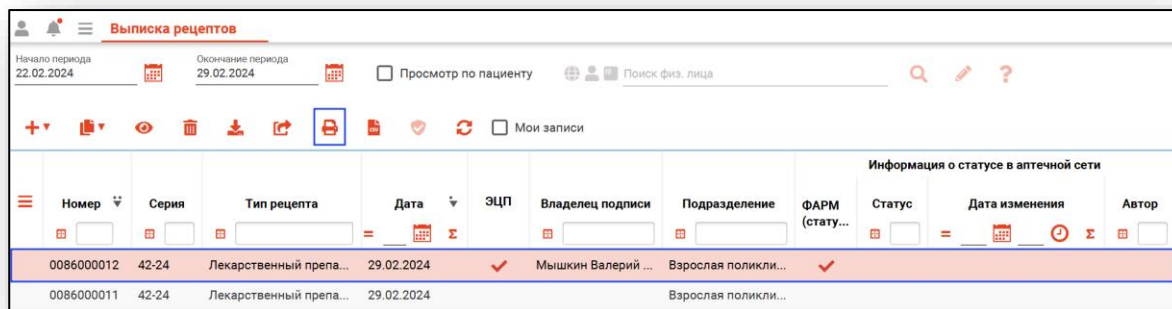 Выписка рецептов
Начало периода
22.02.2024
Окончание периода
29.02.2024
Просмотр по пациенту
Поиск физ. лица
?
CSV
Мои записи
Информация о статусе в аптечной сети
Номер Серия Тип рецепта Дата ЭЦП Владелец подписи Подразделение ФАРМ (стату... Статус Дата изменения Автор
= Σ = Σ
0086000012 42-24 Лекарственный препа... 29.02.2024 Мышкин Валерий ... Взрослая поликли...
0086000011 42-24 Лекарственный препа... 29.02.2024 Взрослая поликли...